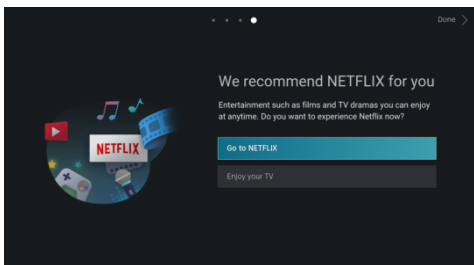 Done
We recommend NETFLIX for you
Entertainment such as films and TV dramas you can enjoy
at anytime. Do you want to experience Netflix now?
NETFLIX
Go to NETFLIX
Enjoy your TV